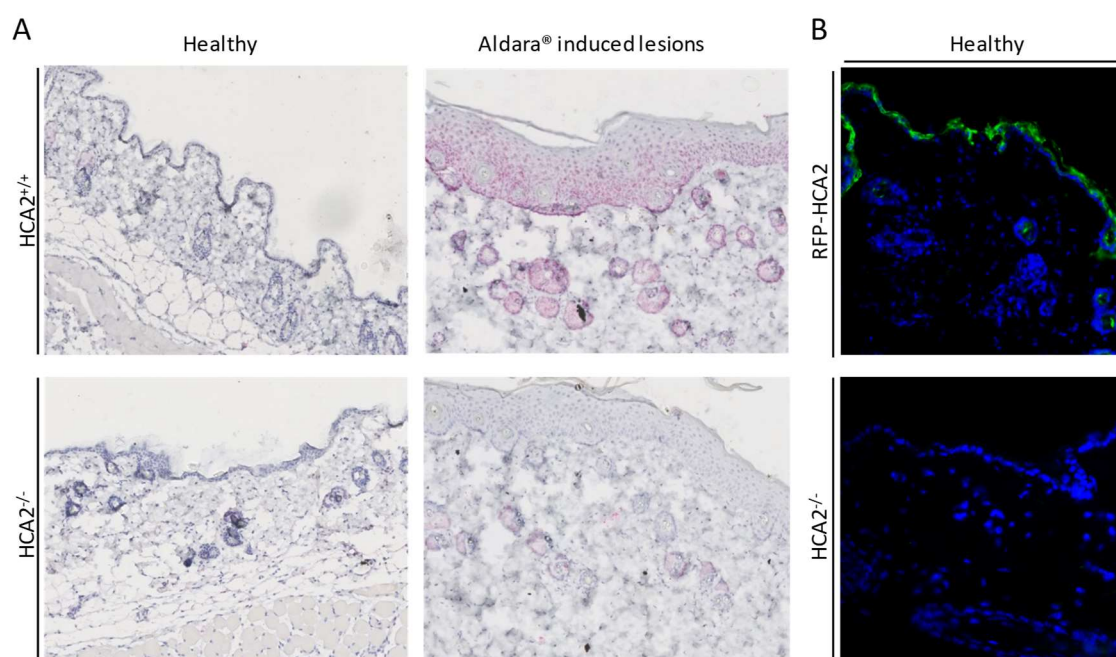 A
Healthy
Aldara® induced lesions
B
Healthy
HCA2+/+
RFP-HCA2
HCA2-/-
HCA2-/-